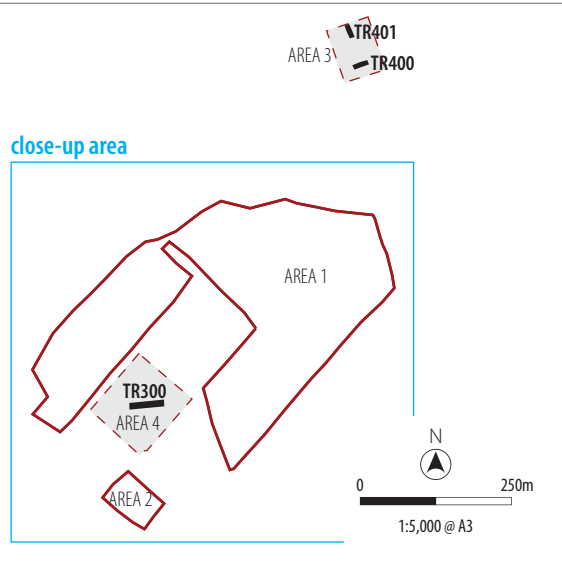 TR401
AREA 3
TR400
close-up area
AREA 1
TR300
AREA 4
AREA 2
N
0 250m
1:5,000 @ A3